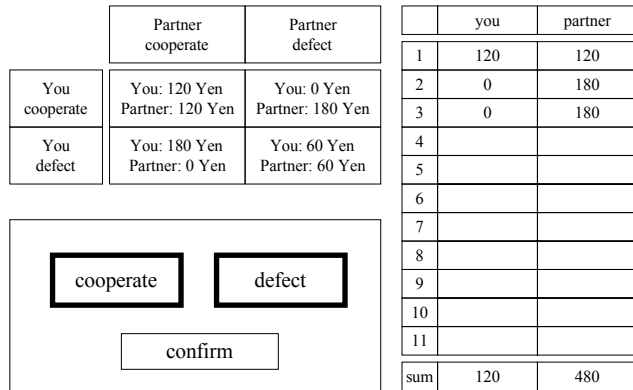 Partner
cooperate
Partner
defect
You
cooperate
You: 120 Yen
Partner: 120 Yen
You: 0 Yen
Partner: 180 Yen
You
defect
You: 180 Yen
Partner: 0 Yen
You: 60 Yen
Partner: 60 Yen
cooperate
defect
confirm
you partner
1 120 120
2 0 180
3 0 180
4
5
6
7
8
9
10
11
sum 120 480